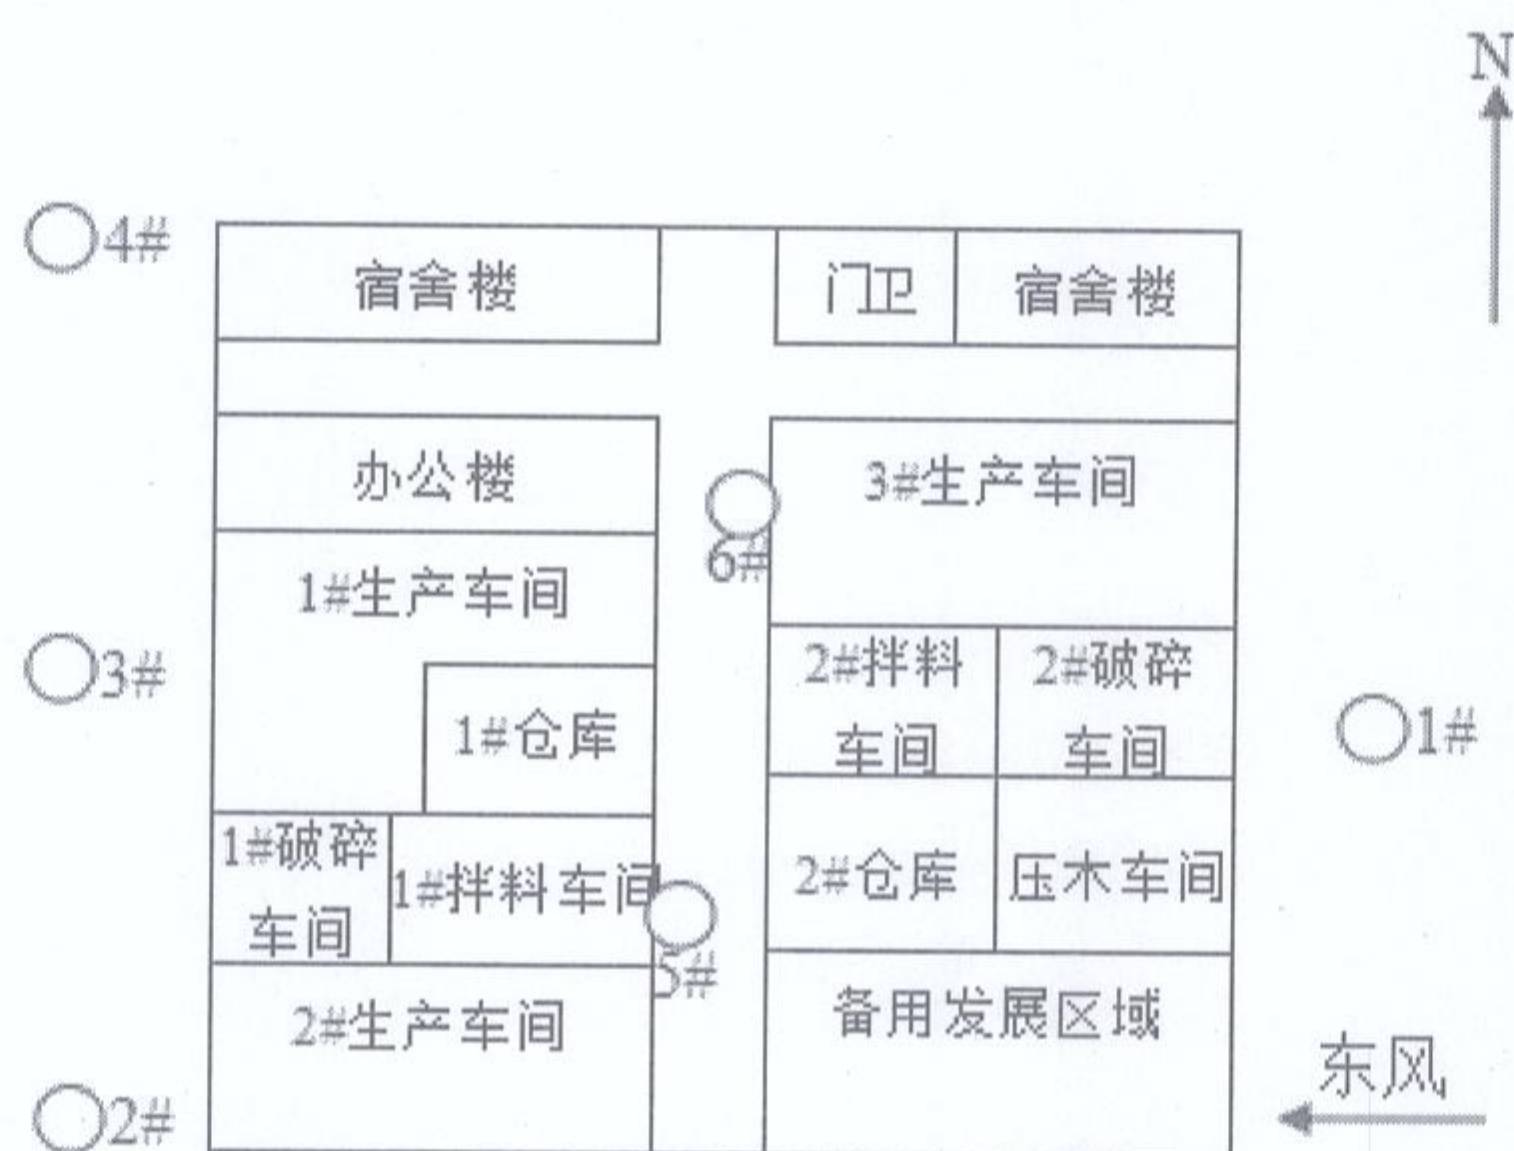 N
4#
宿舍楼
门卫
宿舍楼
办公楼
3#生产车间
6#
1#生产车间
3#
2#拌料
车间
2#破碎
车间
1#仓库
1#
1#破碎
车间
1#拌料车间
2#仓库
压木车间
5#
2#生产车间
备用发展区域
东风
2#